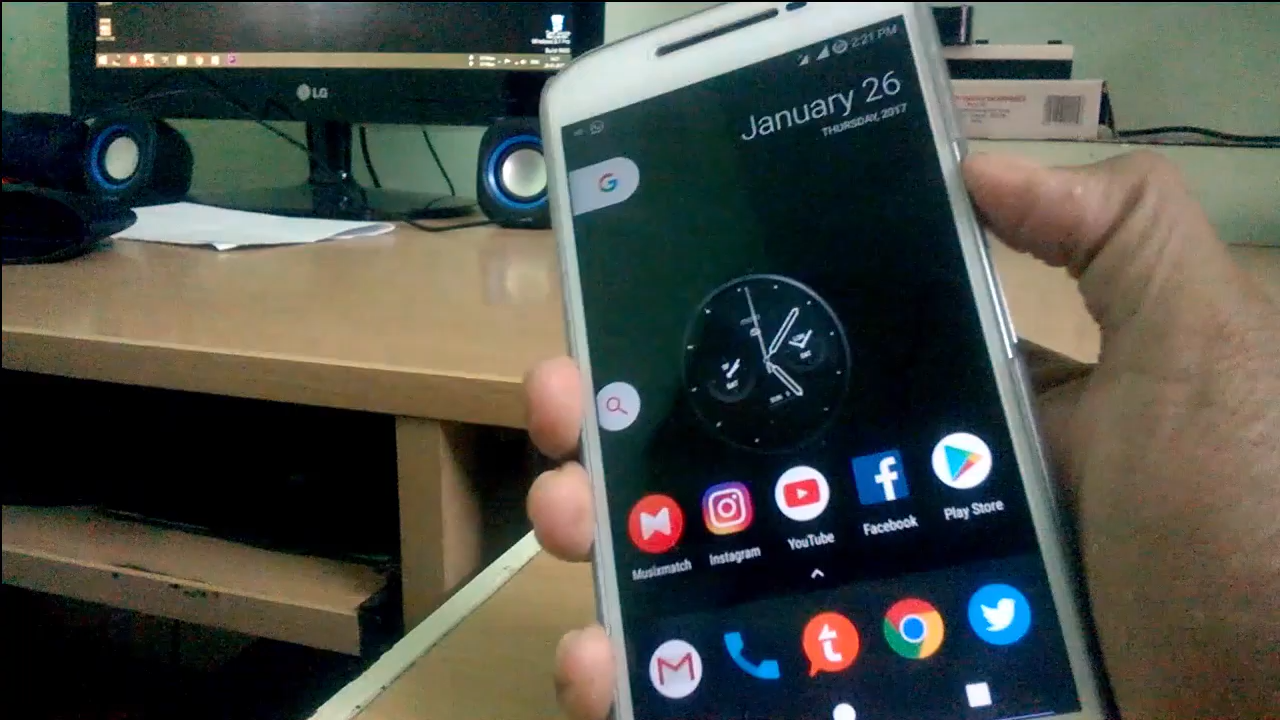 LG
2:21 PM
January 26
THURSDAY, 2017
G
Musixmatch
Instagram
YouTube
Facebook
Play Store